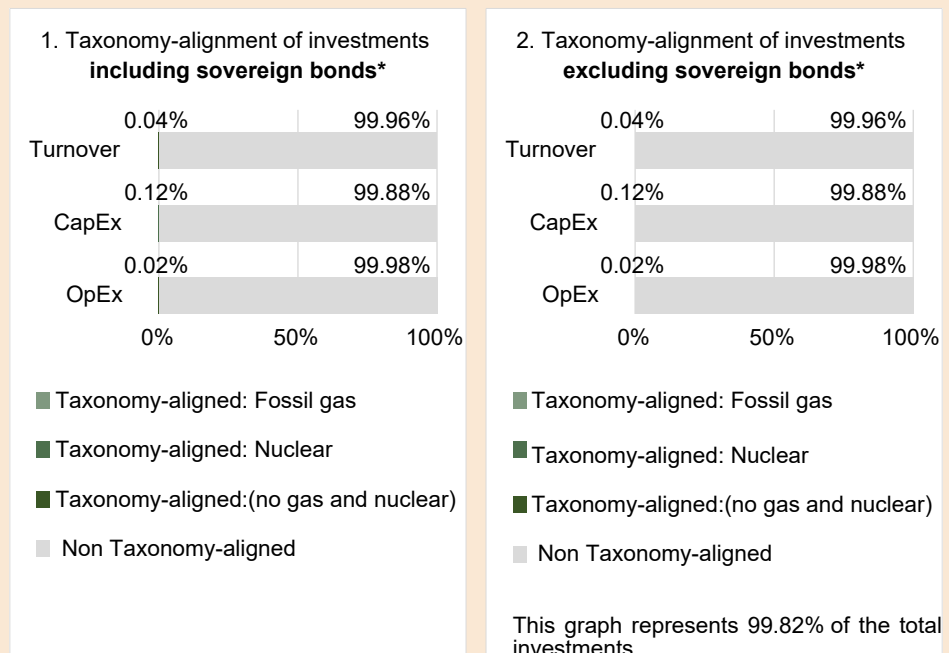 1. Taxonomy-alignment of investments
including sovereign bonds*
0.04% 99.96%
Turnover
0.12% 99.88%
CapEx
0.02% 99.98%
OpEx
0% 50% 100%
Taxonomy-aligned: Fossil gas
Taxonomy-aligned: Nuclear
Taxonomy-aligned:(no gas and nuclear)
Non Taxonomy-aligned
2. Taxonomy-alignment of investments
excluding sovereign bonds*
0.04% 99.96%
Turnover
0.12% 99.88%
CapEx
0.02% 99.98%
OpEx
0% 50% 100%
Taxonomy-aligned: Fossil gas
Taxonomy-aligned: Nuclear
Taxonomy-aligned:(no gas and nuclear)
Non Taxonomy-aligned
This graph represents 99.82% of the total
investments